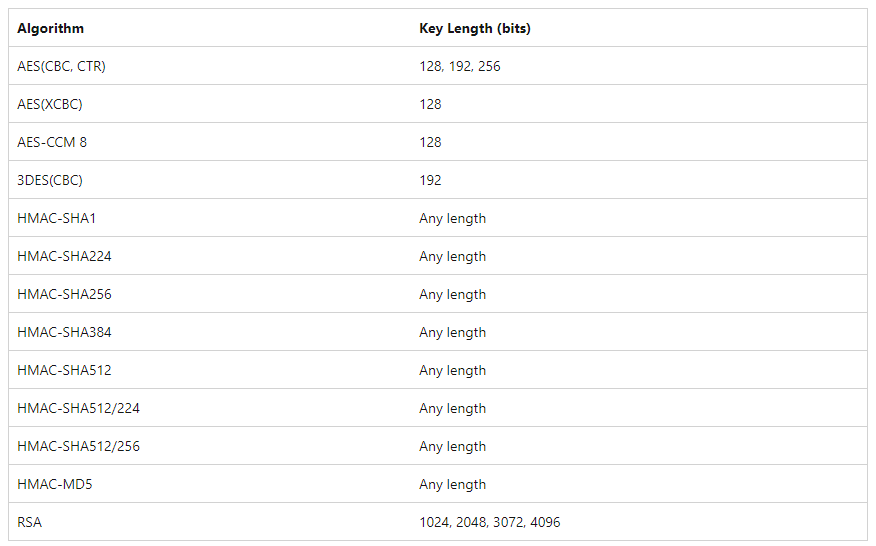 Algorithm Key Length (bits)
AES(CBC, CTR) 128, 192, 256
AES(XCBC) 128
AES-CCM 8 128
3DES(CBC) 192
HMAC-SHA1 Any length
HMAC-SHA224 Any length
HMAC-SHA256 Any length
HMAC-SHA384 Any length
HMAC-SHA512 Any length
HMAC-SHA512/224 Any length
HMAC-SHA512/256 Any length
HMAC-MD5 Any length
RSA 1024, 2048, 3072, 4096